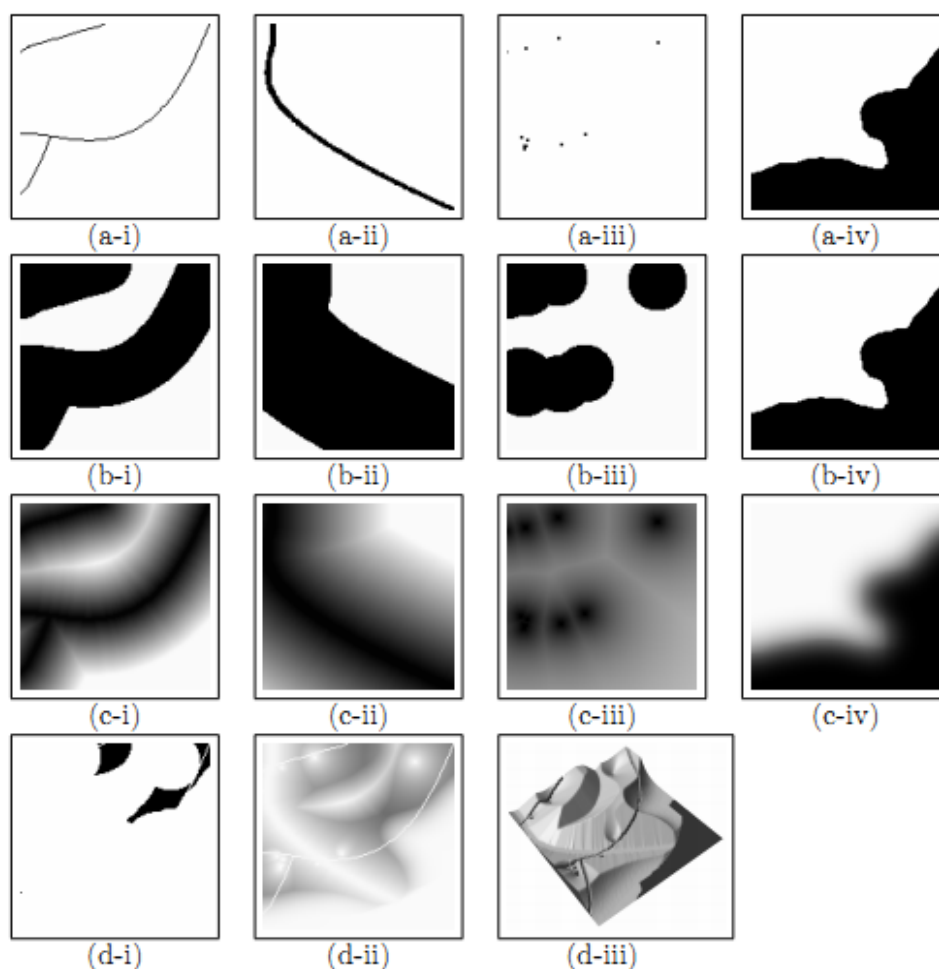 (a-i) (a-ii) (a-iii) (a-iv)
(b-i) (b-ii) (b-iii) (b-iv)
(c-i) (c-ii) (c-iii) (c-iv)
(d-i) (d-ii) (d-iii)